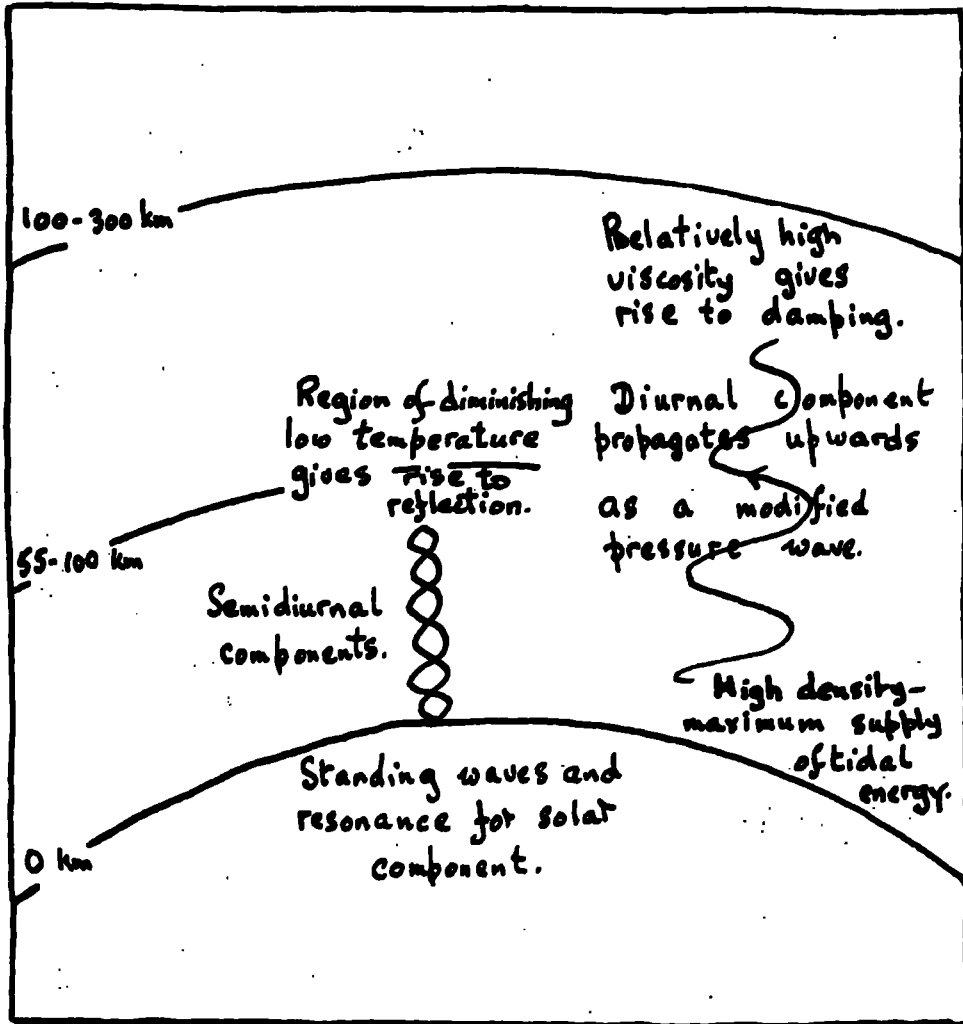 100-300 km
Relatively high
viscosity gives
rise to damping.
Region of diminishing
low temperature
gives rise to
reflection.
Diurnal component
propagates upwards
as a modified
pressure wave.
55-100 km
Semidiurnal
components.
High density-
maximum supply
of tidal
energy.
Standing waves and
resonance for solar
component.
0 km